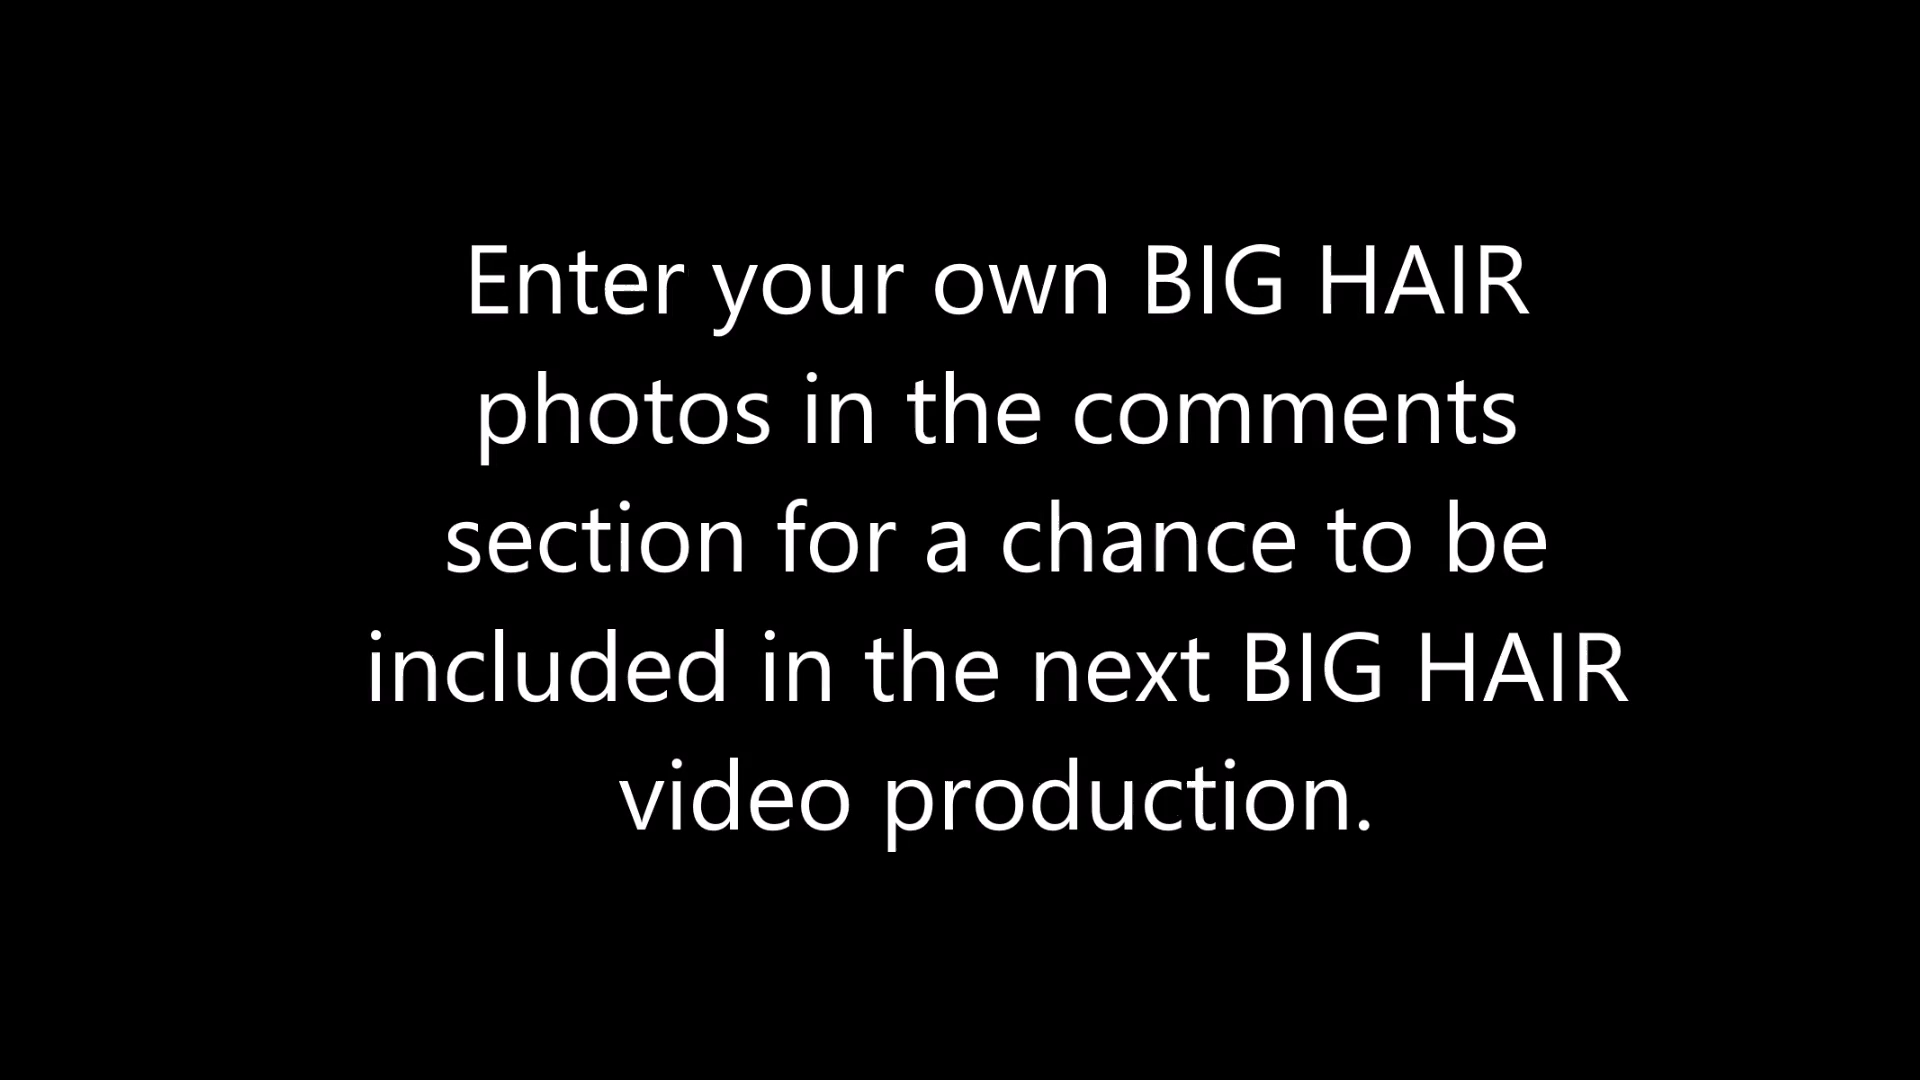 Enter your own BIG HAIR
photos in the comments
section for a chance to be
included in the next BIG HAIR
video production.